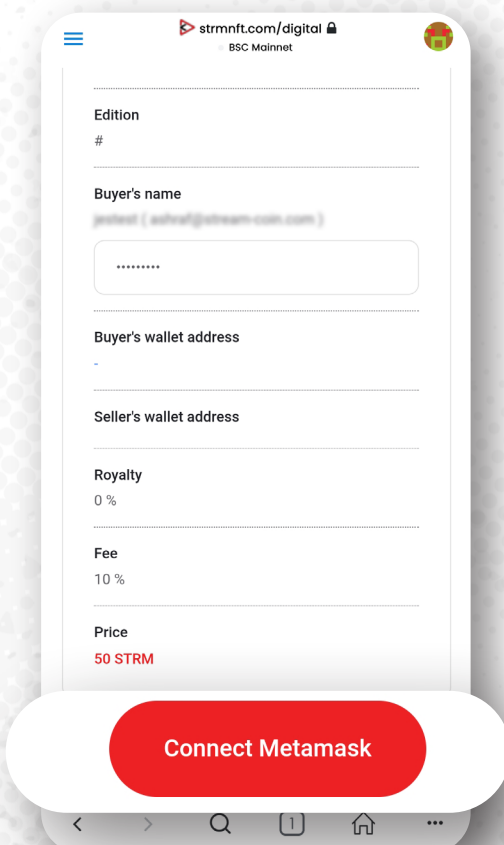 strmnft.com/digital
BSC Mainnet
Edition
#
Buyer's name
•••••••••
Buyer's wallet address
-
Seller's wallet address
Royalty
0 %
Fee
10 %
Price
50 STRM
Connect Metamask
1